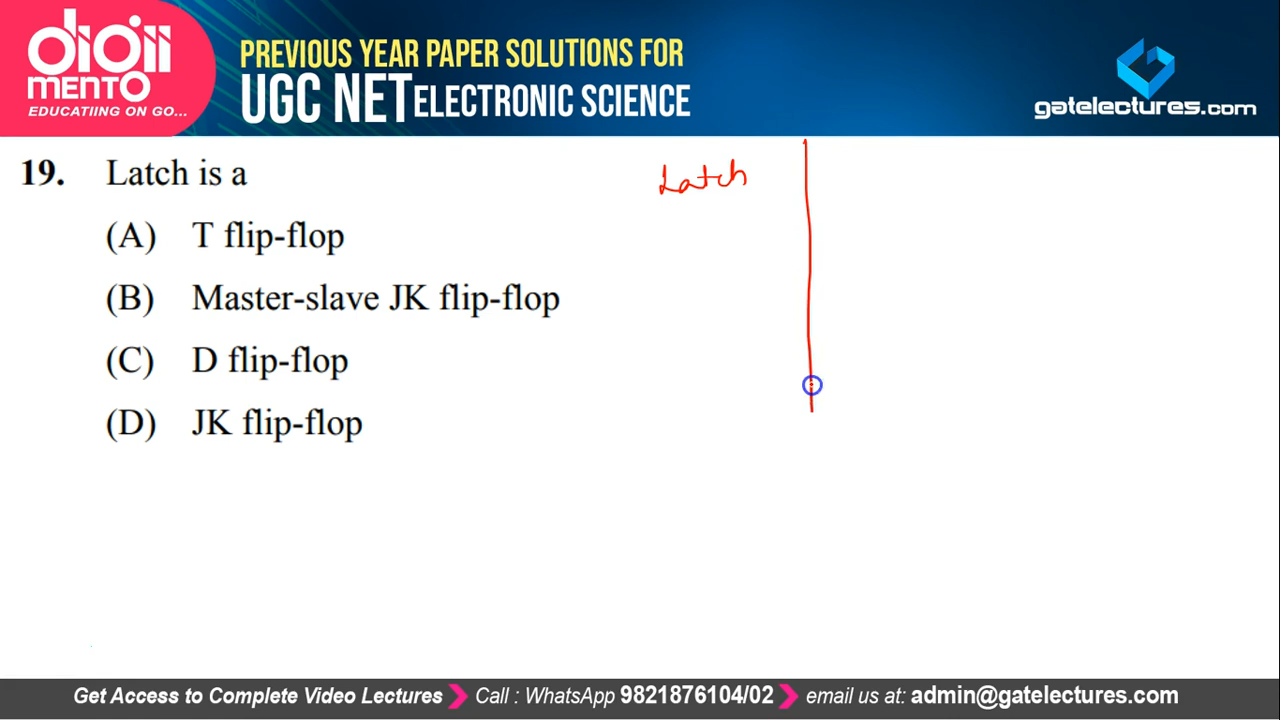 digii
MENTO
EDUCATIING ON GO...
PREVIOUS YEAR PAPER SOLUTIONS FOR
UGC NET ELECTRONIC SCIENCE
gatelectures.com
19. Latch is a
Latch
(A) T flip-flop
(B) Master-slave JK flip-flop
(C) D flip-flop
(D) JK flip-flop
Get Access to Complete Video Lectures Call : WhatsApp 9821876104/02 email us at: admin@gatelectures.com